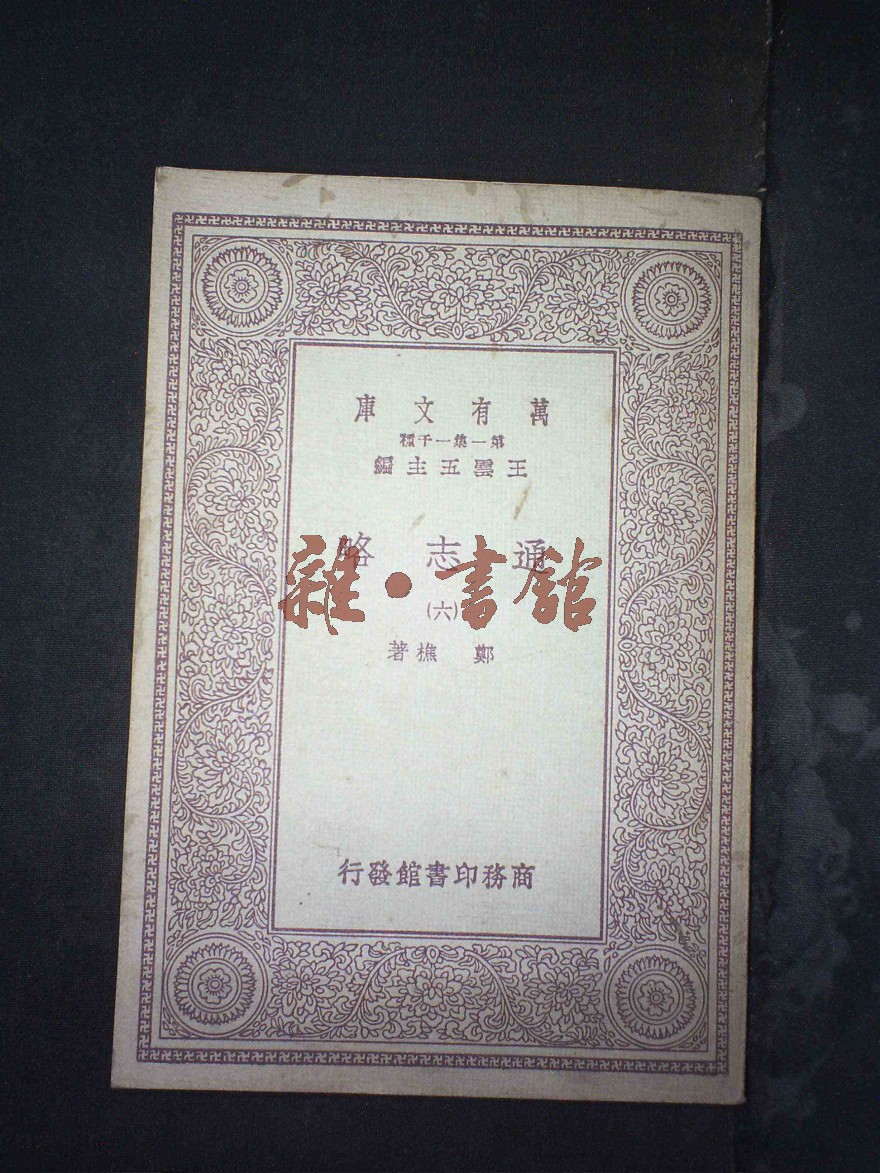 萬有文庫
第一集一千種
王雲五主編
通志略
(六)
鄭樵著
商務印書館發行
雜·書館